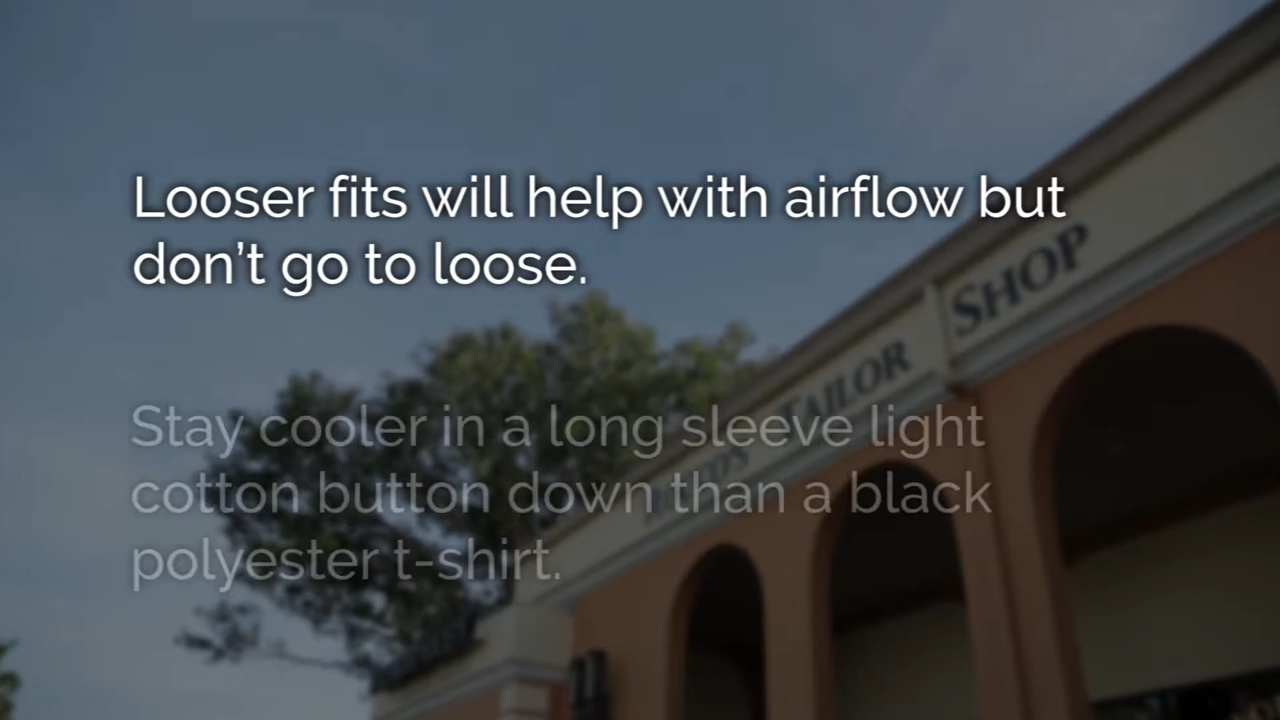 Looser fits will help with airflow but
don’t go to loose.
Stay cooler in a long sleeve light
cotton button down than a black
polyester t-shirt.
TAILOR SHOP